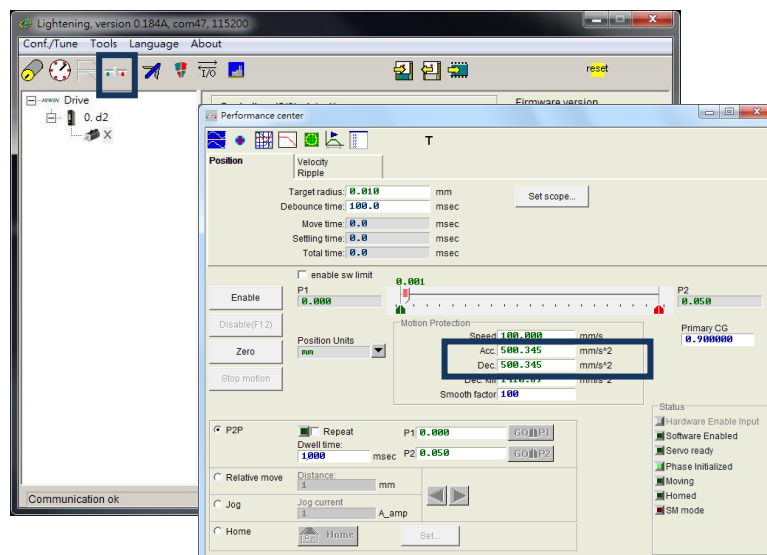 Lightening, version 0.184A, com47, 115200
Conf./Tune Tools Language About
I/O
reset
Drive
0. d2
X
Firmware version
Performance center
T
Position
Velocity
Ripple
Target radius: 0.010 mm
Set scope...
Debounce time: 100.0 msec
Move time: 0.0 msec
Settling time: 0.0 msec
Total time: 0.0 msec
enable sw limit
0.001
P1
P2
Enable
0.000
0.050
Disable(F12)
Motion Protection
Primary CG
Speed 100.000 mm/s
0.900000
Position Units
Zero
mm
Acc. 500.345 mm/s^2
Dec. 500.345 mm/s^2
Stop motion
Dec. kill 1410.89 mm/s^2
Smooth factor 100
Status
Hardware Enable Input
P2P
Repeat
P1 0.000
GO P1
Software Enabled
Dwell time:
Servo ready
1000 msec
P2 0.050
GO P2
Phase Initialized
Relative move
Distance:
Moving
1 mm
Homed
Jog
Jog current
SM mode
1 A_amp
Home
Home
Set...
Communication ok